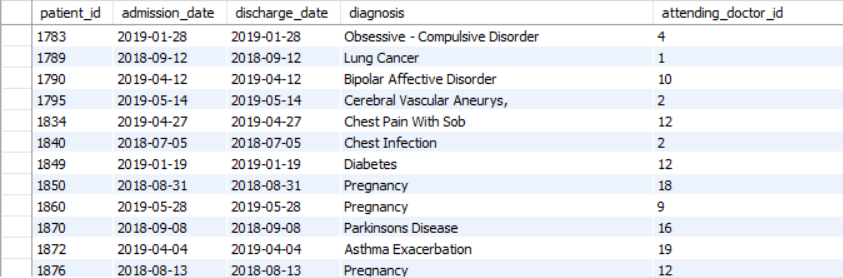 patient_id admission_date discharge_date diagnosis attending_doctor_id
1783 2019-01-28 2019-01-28 Obsessive - Compulsive Disorder 4
1789 2018-09-12 2018-09-12 Lung Cancer 1
1790 2019-04-12 2019-04-12 Bipolar Affective Disorder 10
1795 2019-05-14 2019-05-14 Cerebral Vascular Aneurys, 2
1834 2019-04-27 2019-04-27 Chest Pain With Sob 12
1840 2018-07-05 2018-07-05 Chest Infection 2
1849 2019-01-19 2019-01-19 Diabetes 12
1850 2018-08-31 2018-08-31 Pregnancy 18
1860 2019-05-28 2019-05-28 Pregnancy 9
1870 2018-09-08 2018-09-08 Parkinsons Disease 16
1872 2019-04-04 2019-04-04 Asthma Exacerbation 19
1876 2018-08-13 2018-08-13 Pregnancy 12